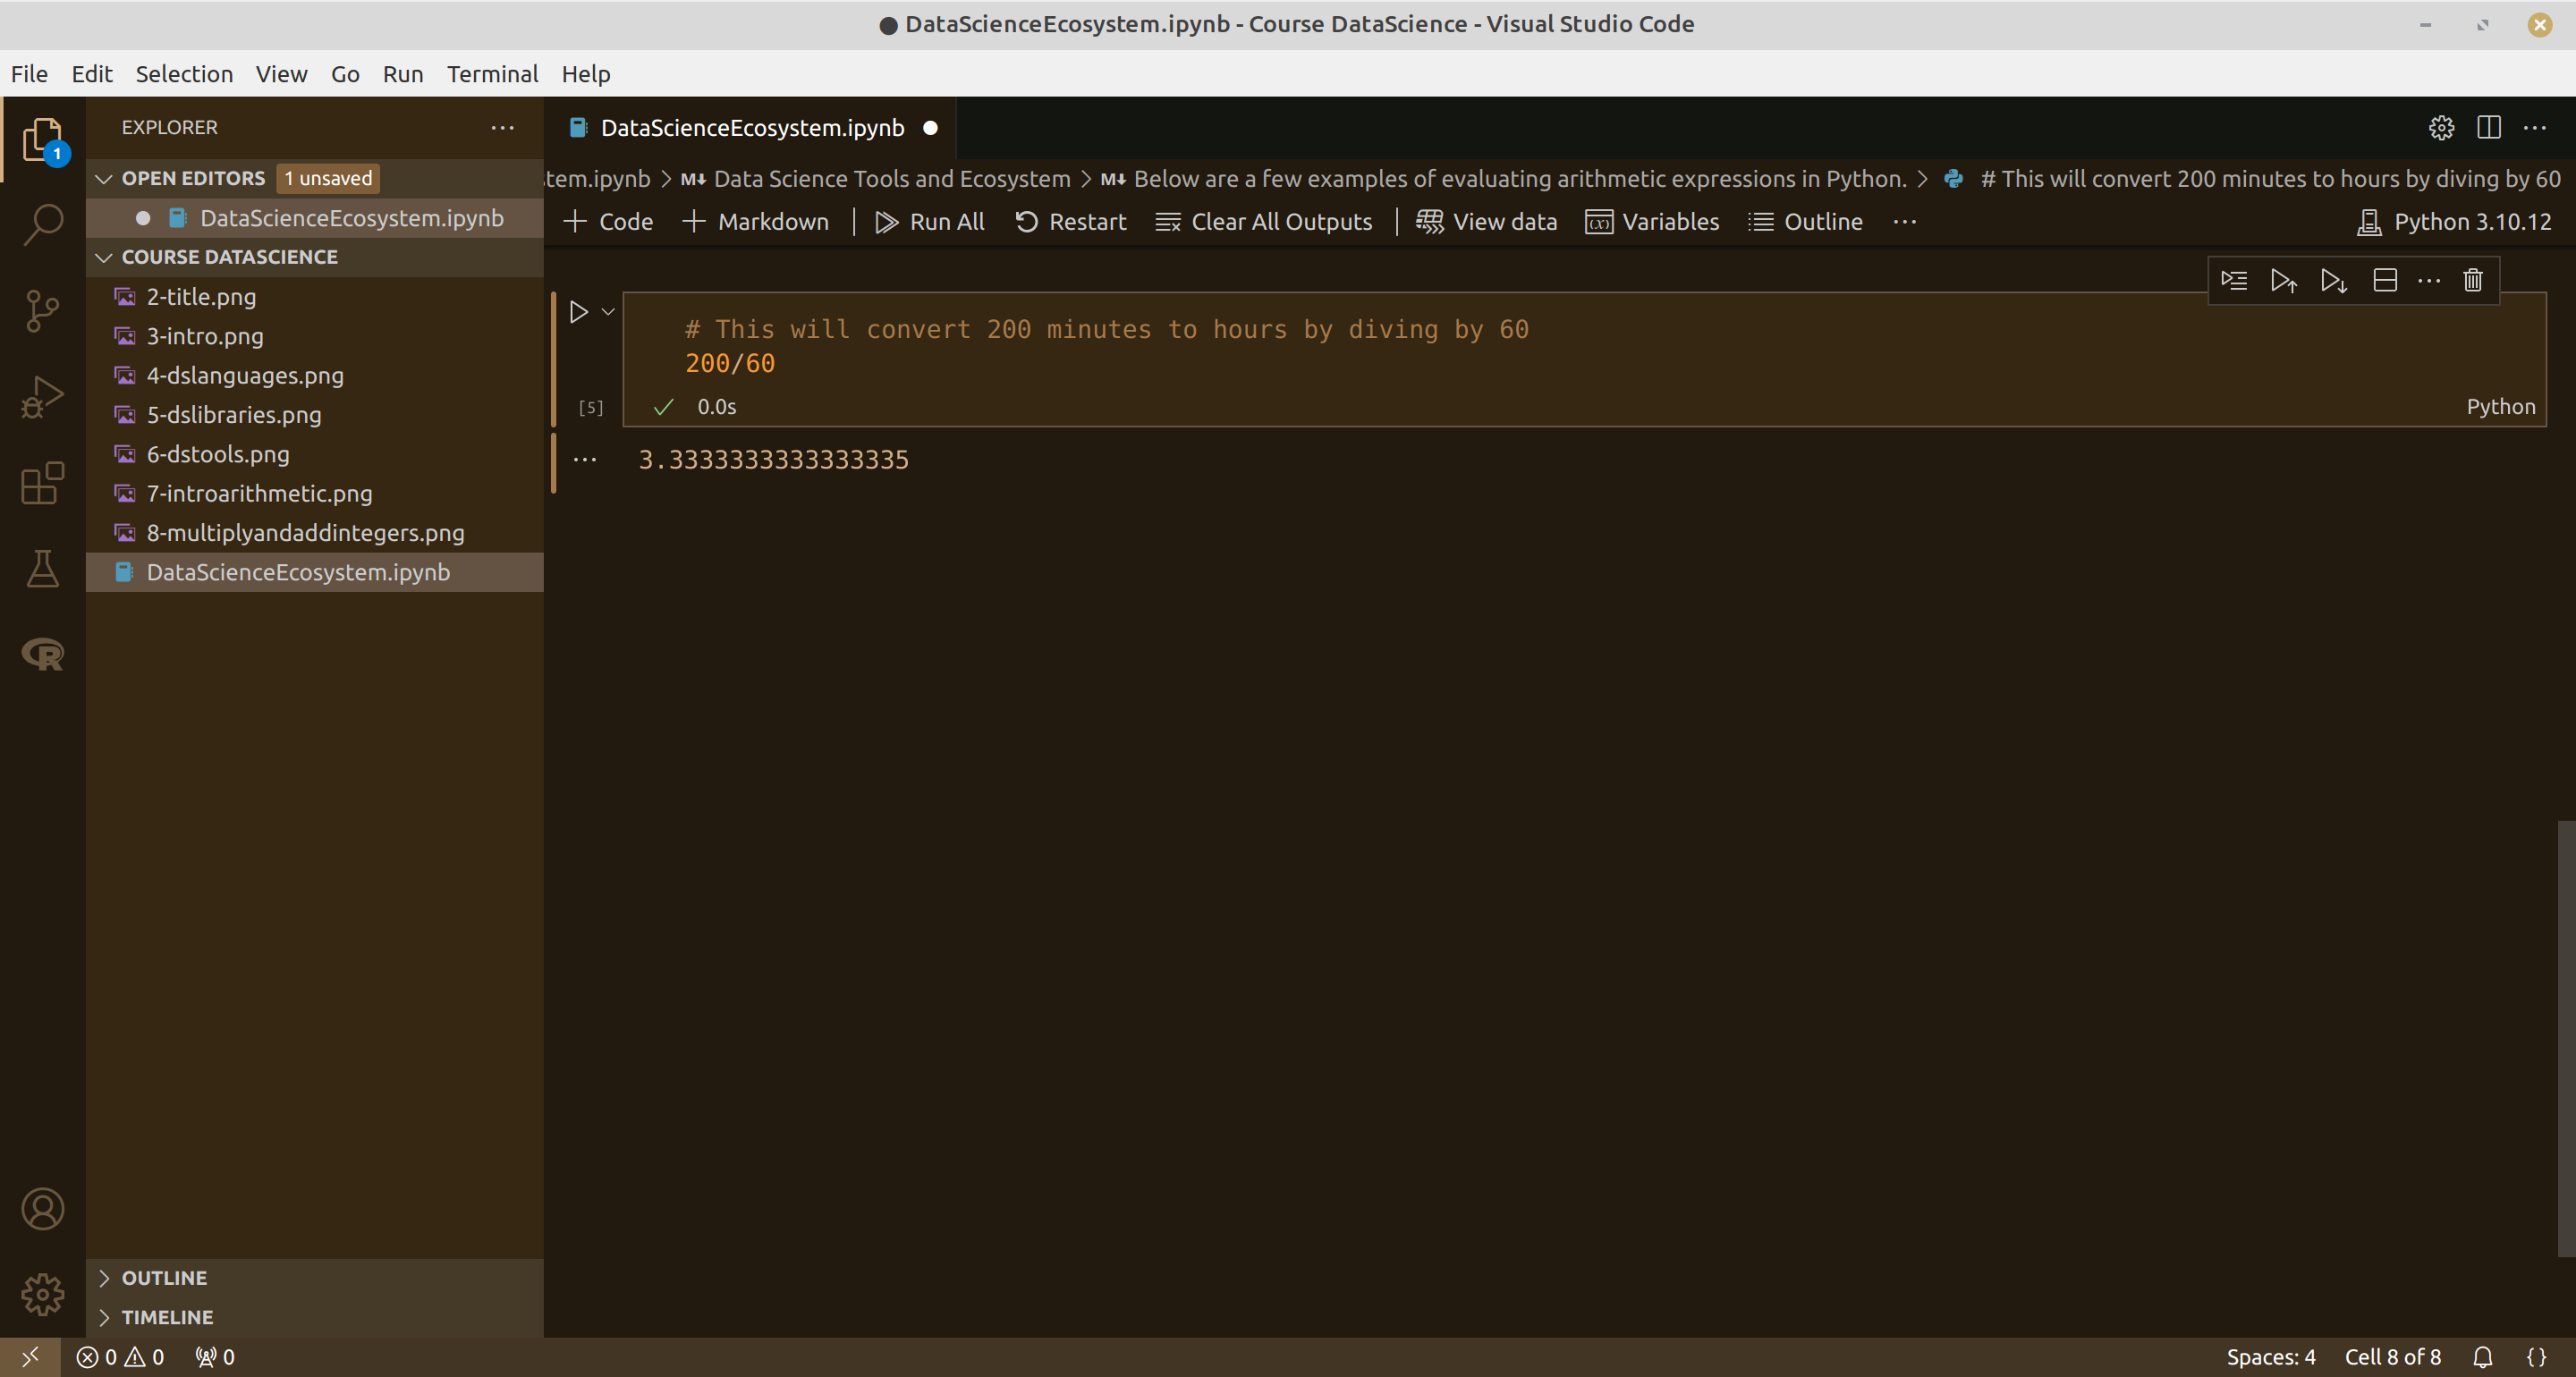 ● DataScienceEcosystem.ipynb - Course DataScience - Visual Studio Code
File Edit Selection View Go Run Terminal Help
EXPLORER
1
OPEN EDITORS 1 unsaved
DataScienceEcosystem.ipynb
COURSE DATASCIENCE
2-title.png
3-intro.png
4-dslanguages.png
5-dslibraries.png
6-dstools.png
7-introarithmetic.png
8-multiplyandaddintegers.png
DataScienceEcosystem.ipynb
OUTLINE
TIMELINE
DataScienceEcosystem.ipynb
tem.ipynb > M↓ Data Science Tools and Ecosystem > M↓ Below are a few examples of evaluating arithmetic expressions in Python. > # This will convert 200 minutes to hours by diving by 60
+ Code + Markdown | Run All Restart Clear All Outputs | View data Variables Outline ··· Python 3.10.12
# This will convert 200 minutes to hours by diving by 60
200/60
[5] ✓ 0.0s Python
··· 3.3333333333333335
0 0 0 Spaces: 4 Cell 8 of 8 {}